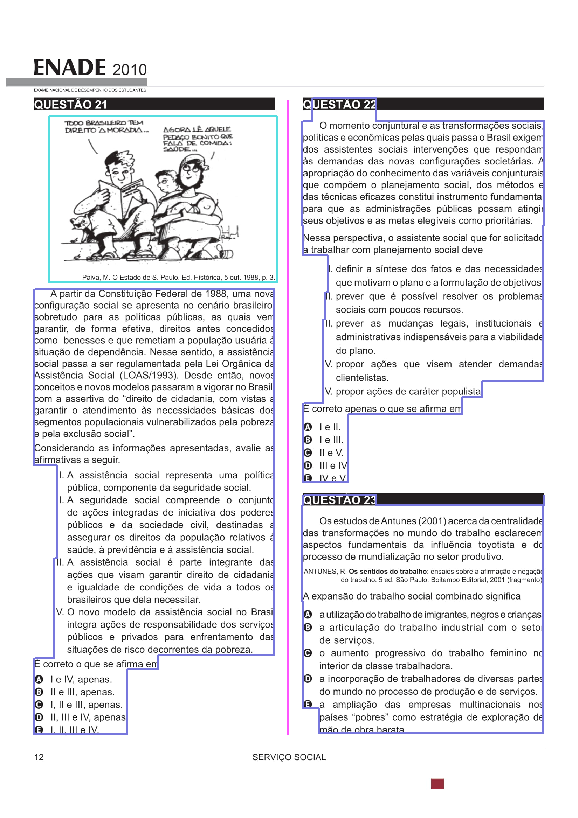 ENADE 2010
EXAME NACIONAL DE DESEMPENHO DOS ESTUDANTES
QUESTÃO 21
TODO BRASILEIRO TEM
DIREITO À MORADIA...
AGORA LÊ AQUELE
PEDAÇO BONITO QUE
FALA DE COMIDA.
SAÚDE...
Paiva, M. O Estado de S. Paulo. Ed. Histórica, 5 out. 1988, p. 3.
A partir da Constituição Federal de 1988, uma nova
configuração social se apresenta no cenário brasileiro,
sobretudo para as políticas públicas, as quais vem
garantir, de forma efetiva, direitos antes concedidos
como benesses e que remetiam a população usuária à
situação de dependência. Nesse sentido, a assistência
social passa a ser regulamentada pela Lei Orgânica da
Assistência Social (LOAS/1993). Desde então, novos
conceitos e novos modelos passaram a vigorar no Brasil,
com a assertiva do "direito de cidadania, com vistas a
garantir o atendimento às necessidades básicas dos
segmentos populacionais vulnerabilizados pela pobreza
e pela exclusão social".
Considerando as informações apresentadas, avalie as
afirmativas a seguir.
I. A assistência social representa uma política
pública, componente da seguridade social.
II. A seguridade social compreende o conjunto
de ações integradas de iniciativa dos poderes
públicos e da sociedade civil, destinadas a
assegurar os direitos da população relativos à
saúde, à previdência e á assistência social.
III. A assistência social é parte integrante das
ações que visam garantir direito de cidadania
e igualdade de condições de vida a todos os
brasileiros que dela necessitar.
IV. O novo modelo da assistência social no Brasil
integra ações de responsabilidade dos serviços
públicos e privados para enfrentamento das
situações de risco decorrentes da pobreza.
É correto o que se afirma em
A I e IV, apenas.
B II e III, apenas.
C I, II e III, apenas.
D II, III e IV, apenas.
E I, II, III e IV.
QUESTÃO 22
O momento conjuntural e as transformações sociais,
políticas e econômicas pelas quais passa o Brasil exigem
dos assistentes sociais intervenções que respondam
às demandas das novas configurações societárias. A
apropriação do conhecimento das variáveis conjunturais
que compõem o planejamento social, dos métodos e
das técnicas eficazes constitui instrumento fundamental
para que as administrações públicas possam atingir
seus objetivos e as metas elegíveis como prioritárias.
Nessa perspectiva, o assistente social que for solicitado
a trabalhar com planejamento social deve
I. definir a síntese dos fatos e das necessidades
que motivam o plano e a formulação de objetivos.
II. prever que é possível resolver os problemas
sociais com poucos recursos.
III. prever as mudanças legais, institucionais e
administrativas indispensáveis para a viabilidade
do plano.
IV. propor ações que visem atender demandas
clientelistas.
V. propor ações de caráter populista.
É correto apenas o que se afirma em
A I e II.
B I e III.
C II e V.
D III e IV.
E IV e V.
QUESTÃO 23
Os estudos de Antunes (2001) acerca da centralidade
das transformações no mundo do trabalho esclarecem
aspectos fundamentais da influência toyotista e do
processo de mundialização no setor produtivo.
ANTUNES, R. Os sentidos do trabalho: ensaios sobre a afirmação e negação
do trabalho. 5 ed. São Paulo: Boitempo Editorial, 2001 (fragmento).
A expansão do trabalho social combinado significa
A a utilização do trabalho de imigrantes, negros e crianças.
B a articulação do trabalho industrial com o setor
de serviços.
C o aumento progressivo do trabalho feminino no
interior da classe trabalhadora.
D a incorporação de trabalhadores de diversas partes
do mundo no processo de produção e de serviços.
E a ampliação das empresas multinacionais nos
países "pobres" como estratégia de exploração de
mão de obra barata.
12
SERVIÇO SOCIAL